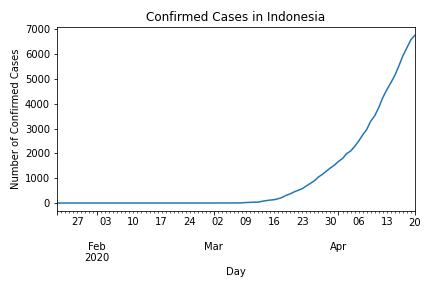 Confirmed Cases in Indonesia
Number of Confirmed Cases
7000
6000
5000
4000
3000
2000
1000
0
27 03 10 17 24 02 09 16 23 30 06 13 20
Feb Mar Apr
2020
Day